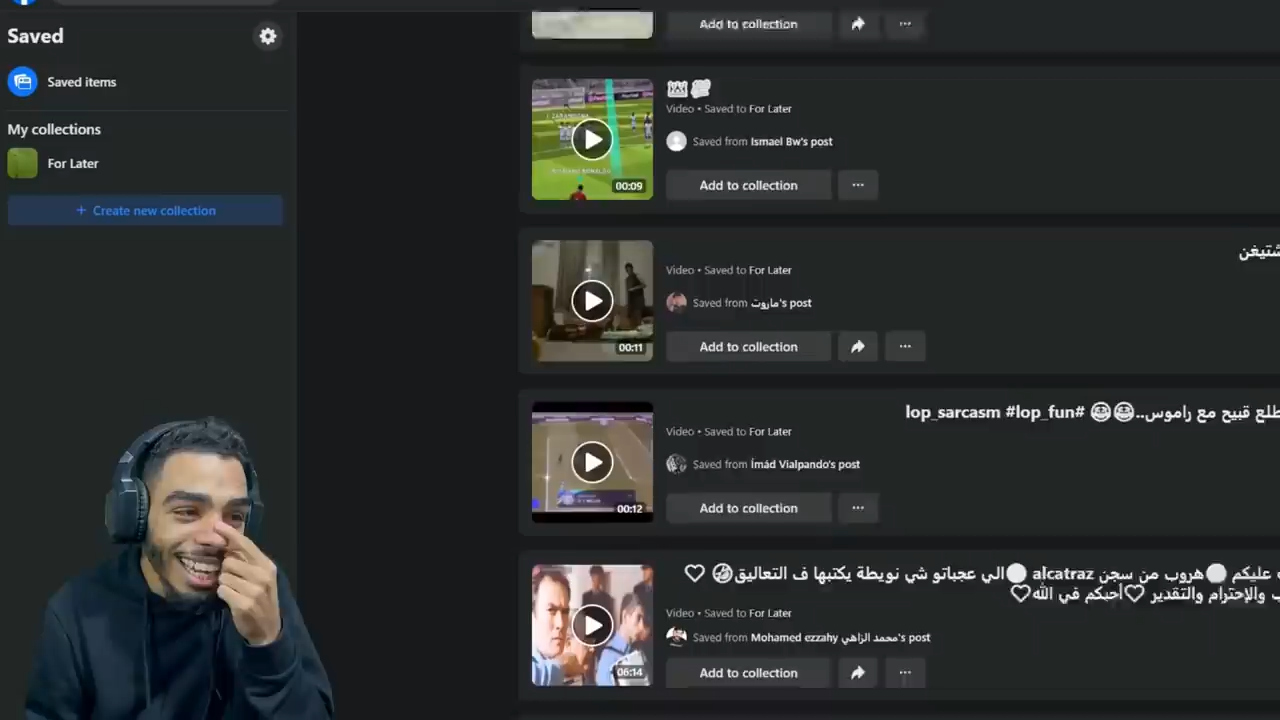 Saved
Saved items
My collections
For Later
+ Create new collection
Add to collection
...
Video • Saved to For Later
Saved from Ismael Bw's post
00:09
Add to collection
...
شتيغن
Video • Saved to For Later
Saved from ماروت's post
00:11
Add to collection
...
طلع قبيح مع راموس..😂😂 #lop_sarcasm #lop_fun
Video • Saved to For Later
Saved from Ímád Vialpando's post
00:12
Add to collection
...
عليكم ⚪هروب من سجن alcatraz ⚪الي عجباتو شي نويطة يكتبها ف التعاليق ♡
والإحترام والتقدير ♡أحبكم في الله♡
Video • Saved to For Later
Saved from Mohamed ezzahy محمد الزاهي's post
06:14
Add to collection
...